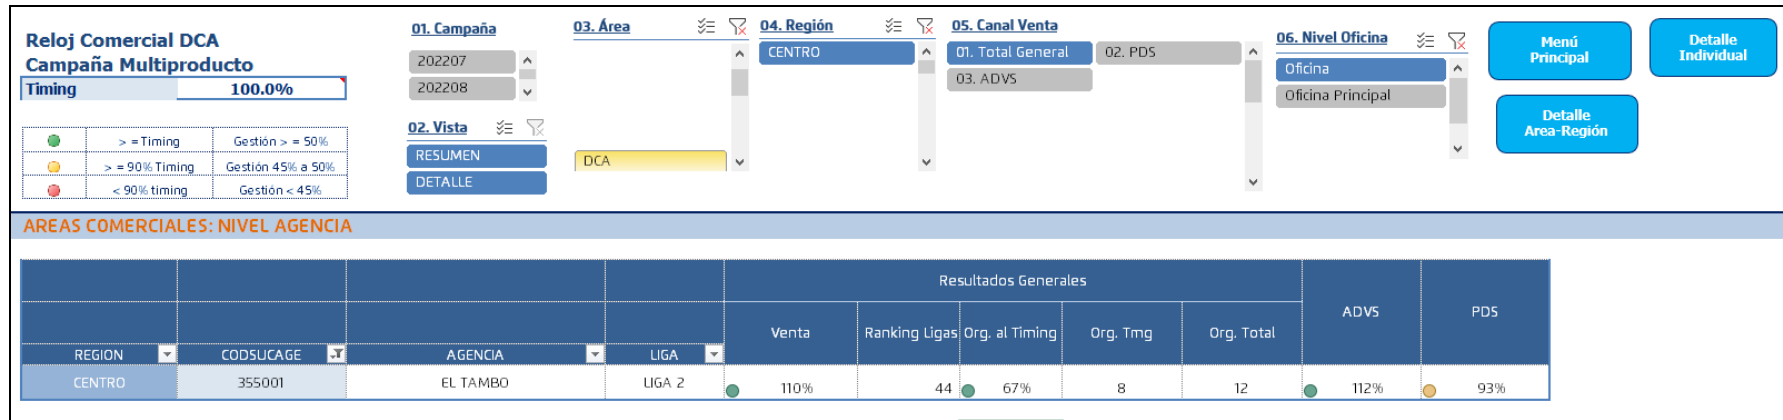 Reloj Comercial DCA
Campaña Multiproducto
Timing 100.0%
> = Timing Gestión > = 50%
> = 90% Timing Gestión 45% a 50%
< 90% timing Gestión < 45%
01. Campaña
202207
202208
02. Vista
RESUMEN
DETALLE
03. Área
DCA
04. Región
CENTRO
05. Canal Venta
01. Total General 02. PDS
03. ADVS
06. Nivel Oficina
Oficina
Oficina Principal
Menú
Principal
Detalle
Individual
Detalle
Area-Región
AREAS COMERCIALES: NIVEL AGENCIA
Resultados Generales
ADVS PDS
Venta Ranking Ligas Org. al Timing Org. Tmg Org. Total
REGION CODSUCAGE AGENCIA LIGA
CENTRO 355001 EL TAMBO LIGA 2 110% 44 67% 8 12 112% 93%